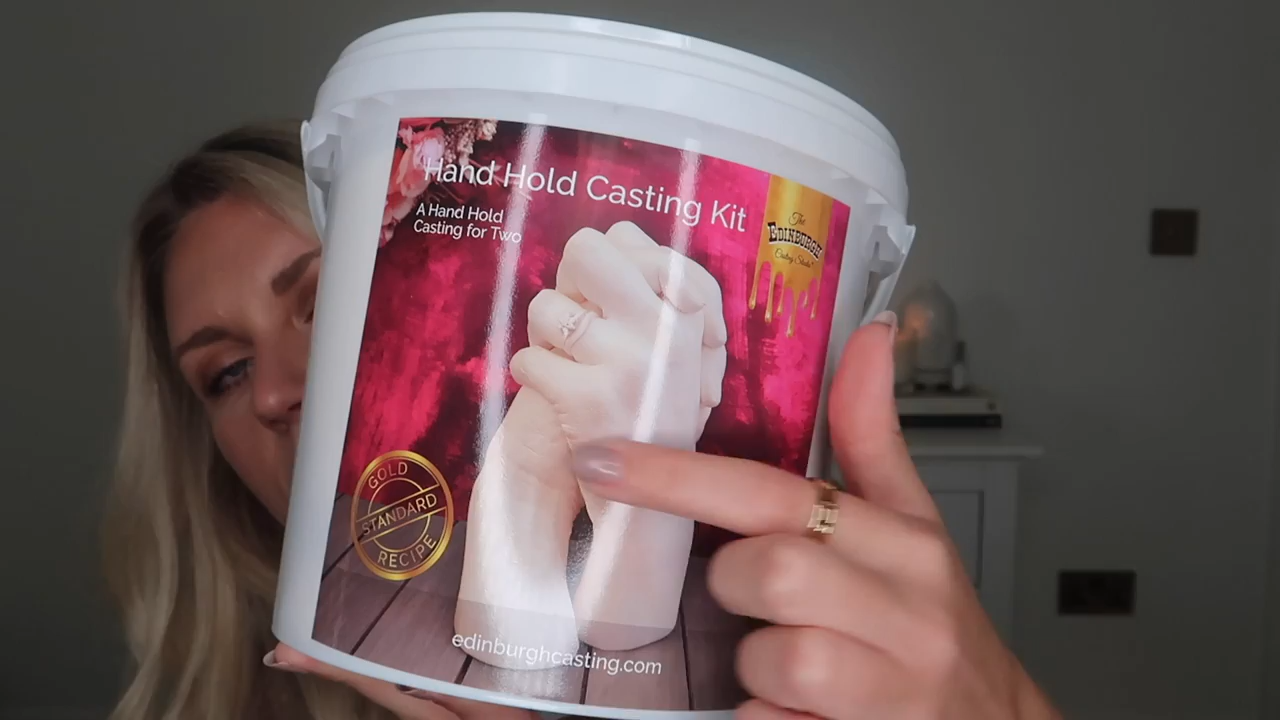 Hand Hold Casting Kit
A Hand Hold
Casting for Two
The
EDINBURGH
Casting Studio
GOLD
STANDARD
RECIPE
edinburghcasting.com